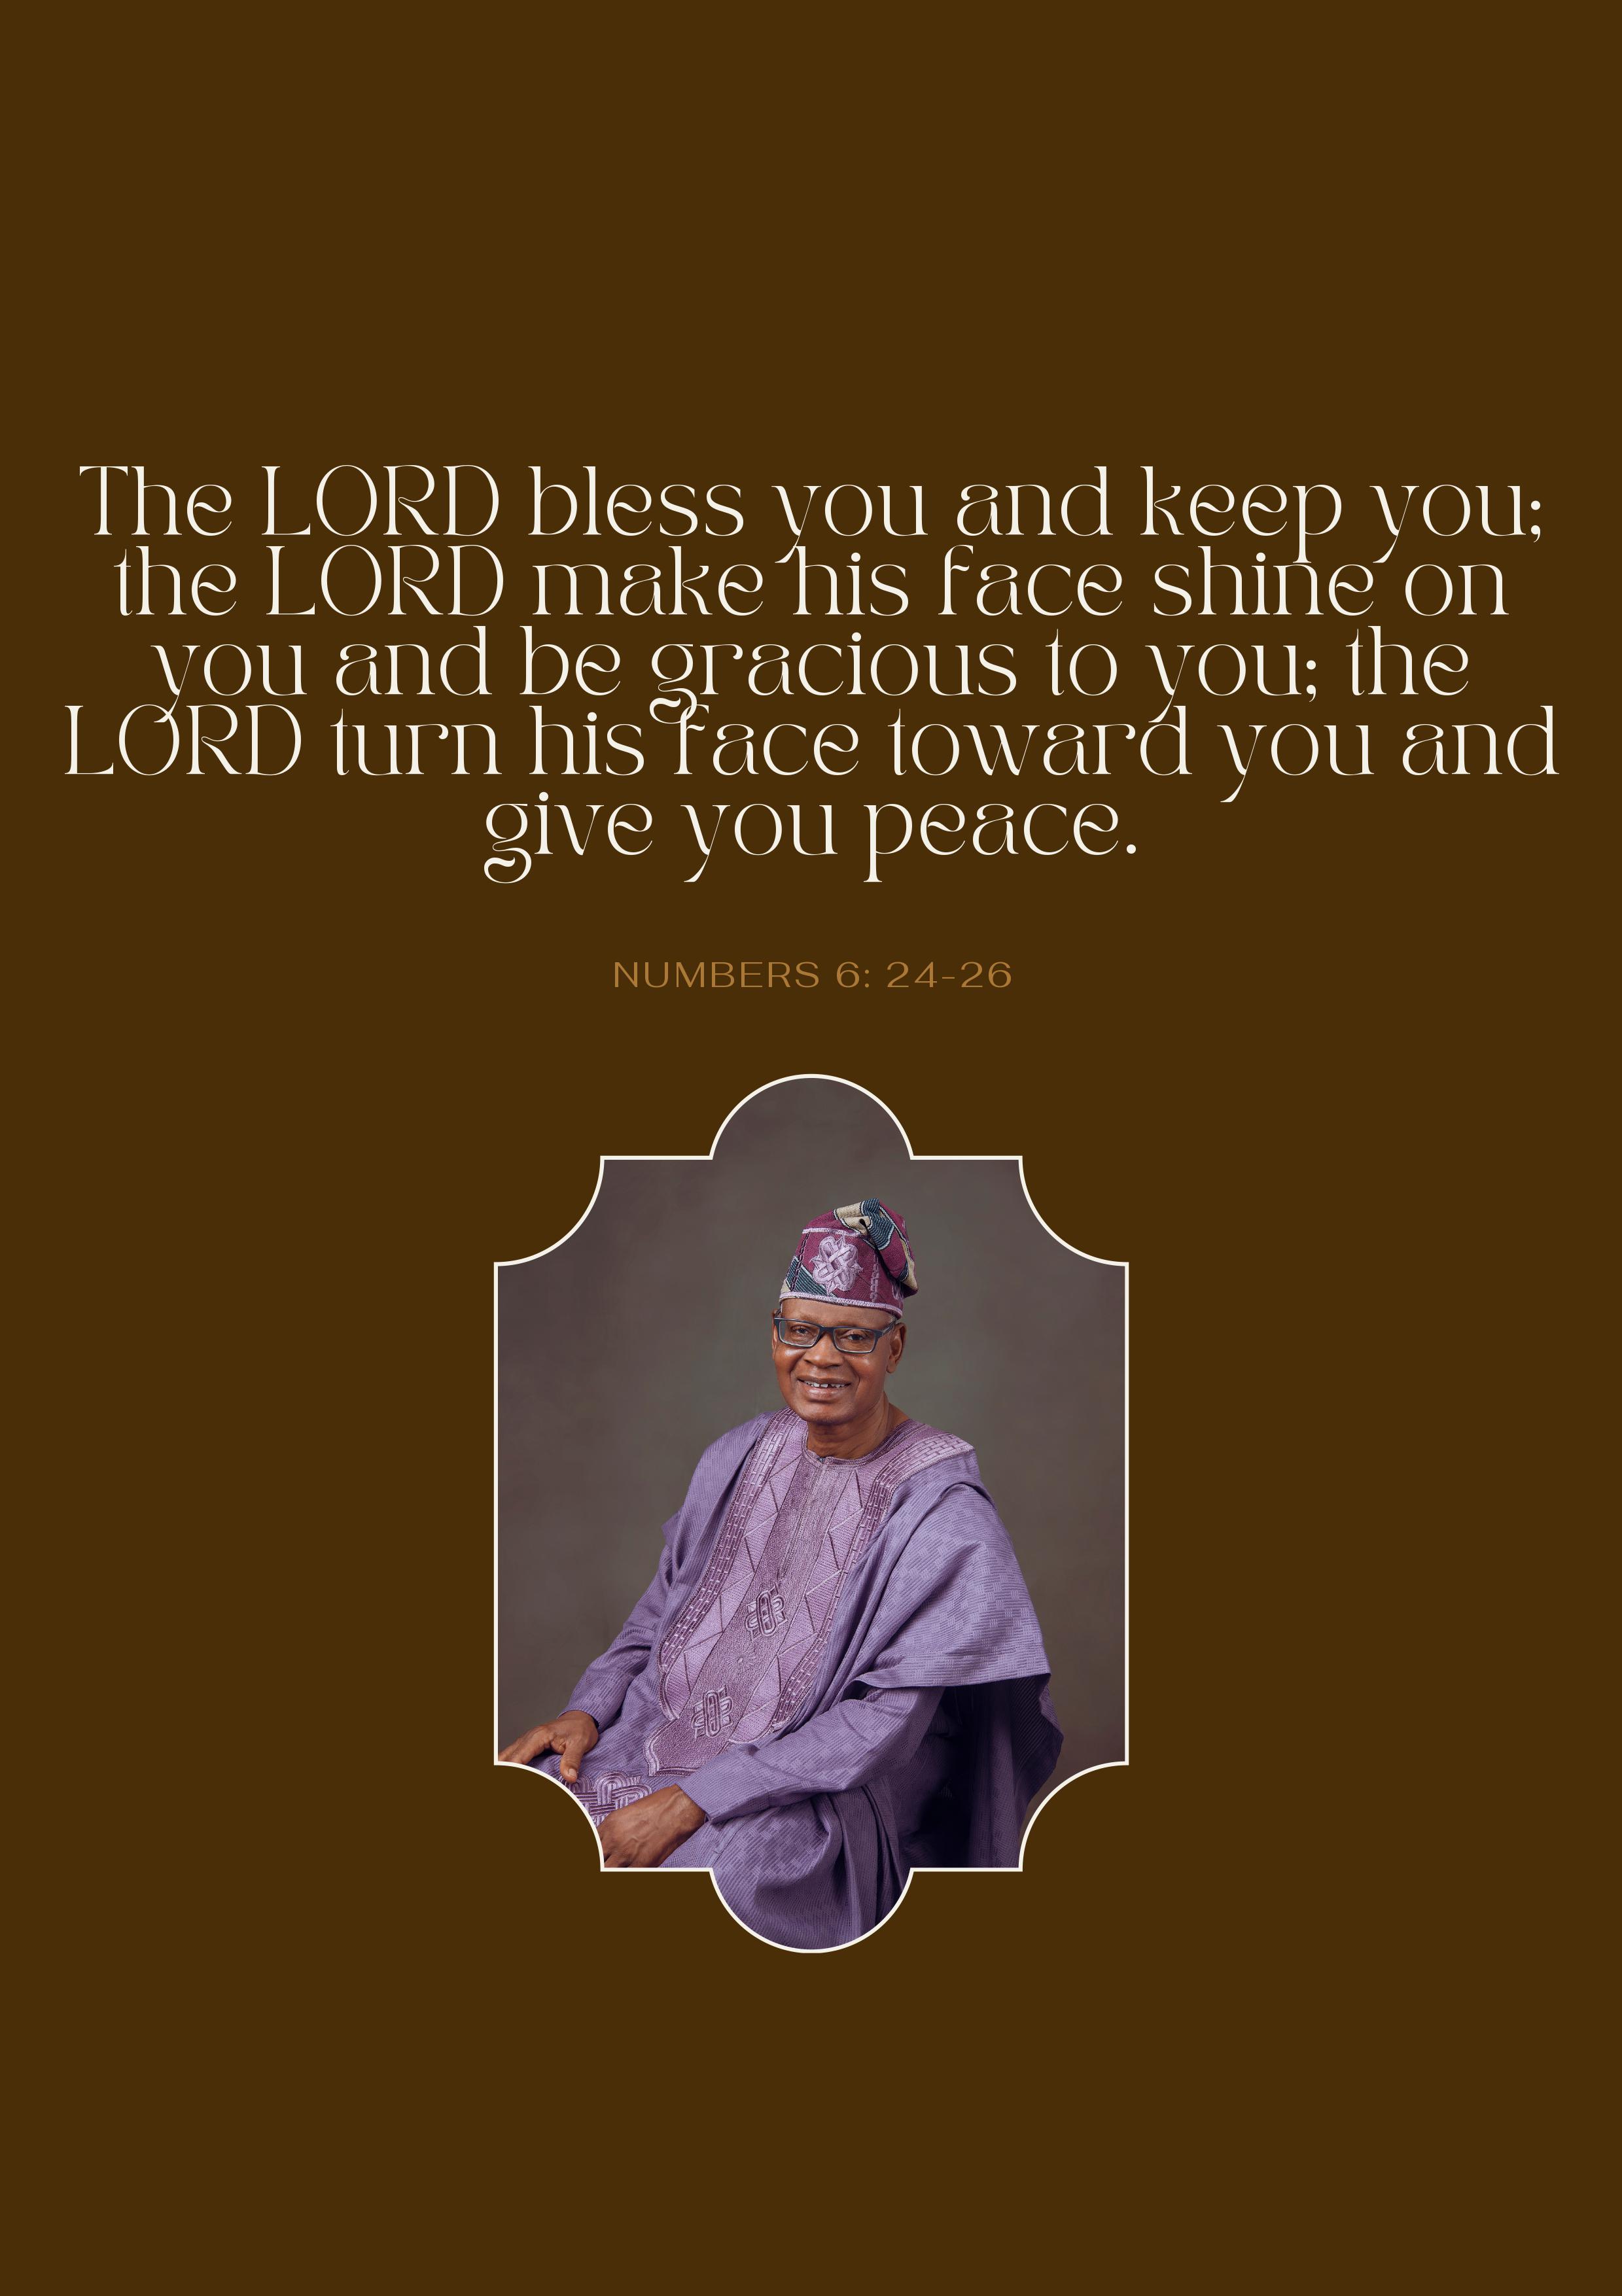 The LORD bless you and keep you;
the LORD make his face shine on
you and be gracious to you; the
LORD turn his face toward you and
give you peace.
NUMBERS 6: 24-26